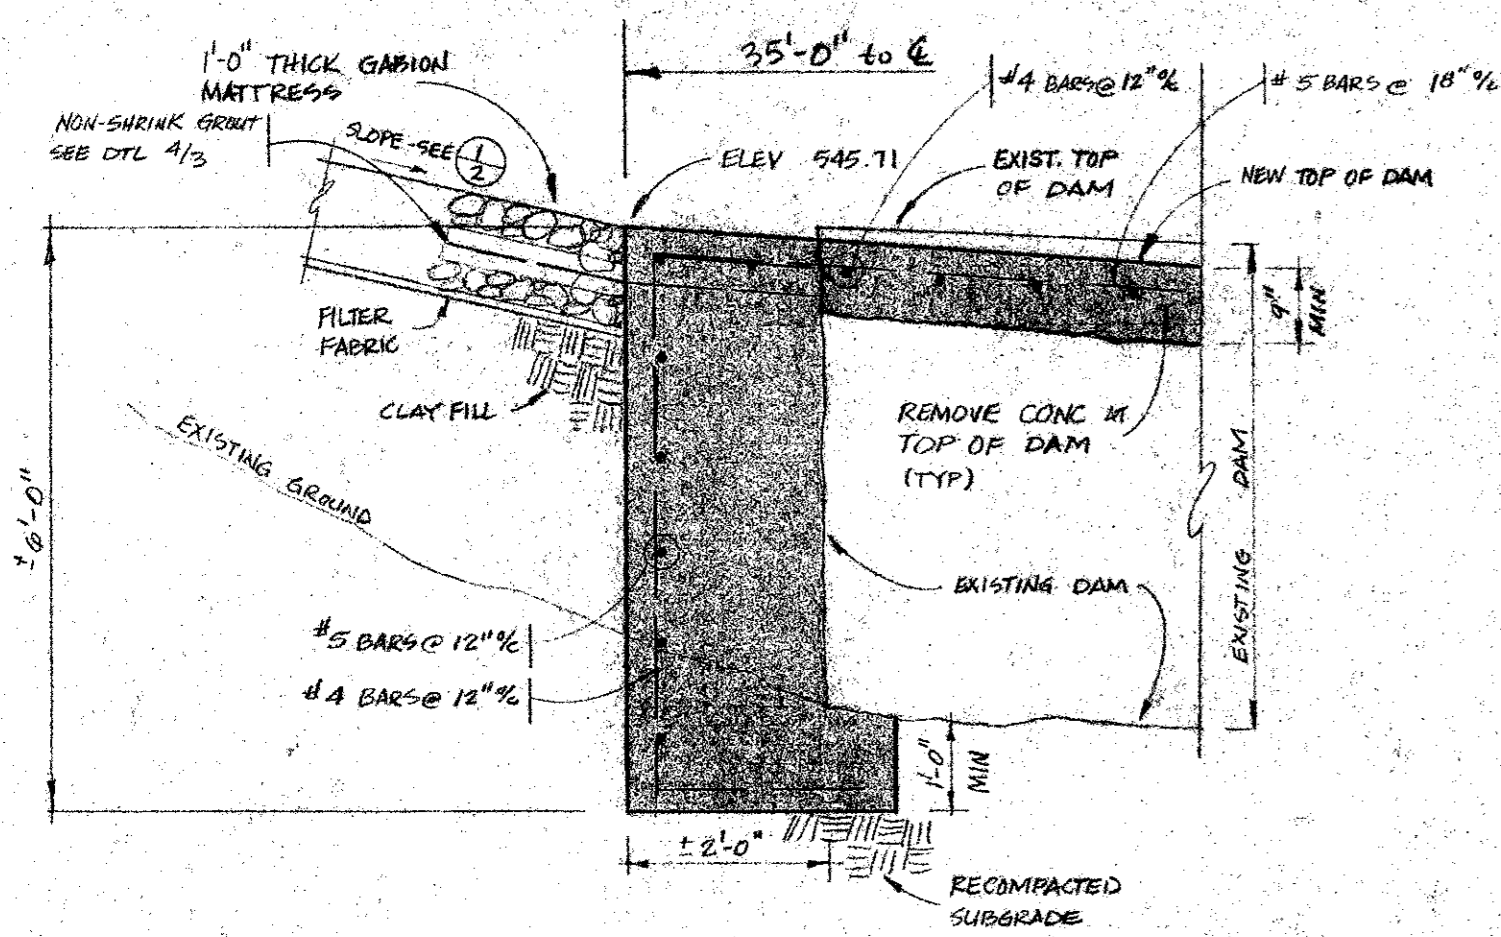 1'-0" THICK GABION
MATTRESS
NON-SHRINK GROUT
SEE DTL 4/3
SLOPE-SEE 1/2
35'-0" to ℄
#4 BARS@12"%
#5 BARS@ 18"%
ELEV 545.71
EXIST. TOP
OF DAM
NEW TOP OF DAM
FILTER
FABRIC
CLAY FILL
9"
MIN
REMOVE CONC AT
TOP OF DAM
(TYP)
EXISTING DAM
EXISTING GROUND
±6'-0"
EXISTING DAM
#5 BARS@12"%
#4 BARS@12"%
1'-0"
MIN
±2'-0"
RECOMPACTED
SUBGRADE